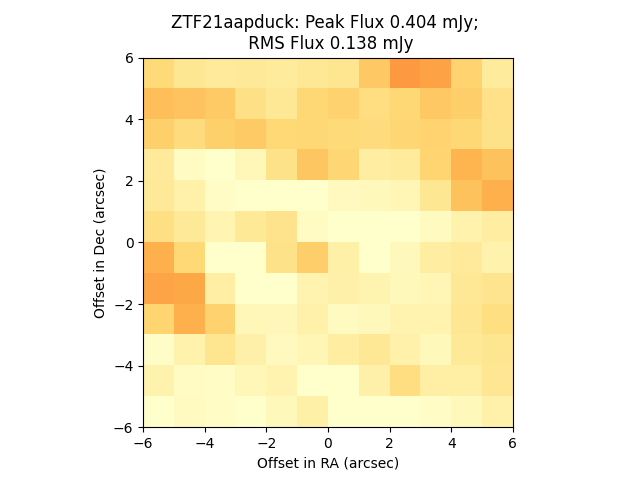 ZTF21aapduck: Peak Flux 0.404 mJy;
RMS Flux 0.138 mJy
6
4
2
0
−2
−4
−6
Offset in Dec (arcsec)
−6 −4 −2 0 2 4 6
Offset in RA (arcsec)